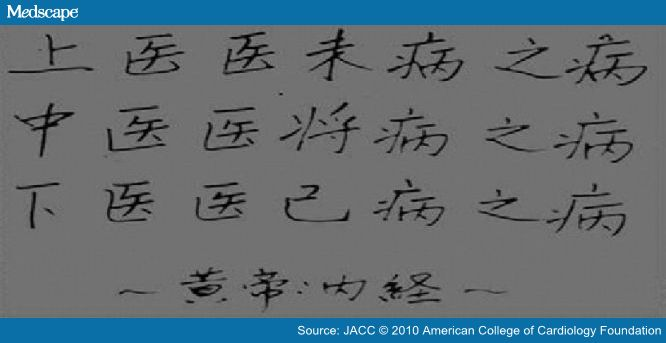 Medscape
上医医未病之病
中医医将病之病
下医医已病之病
~黄帝:内経~
Source: JACC © 2010 American College of Cardiology Foundation